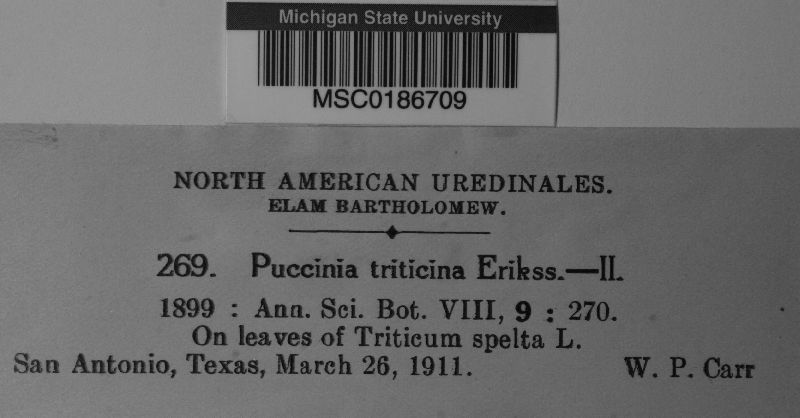 Michigan State University
MSC0186709
NORTH AMERICAN UREDINALES.
ELAM BARTHOLOMEW.
269. Puccinia triticina Erikss.—II.
1899 : Ann. Sci. Bot. VIII, 9 : 270.
On leaves of Triticum spelta L.
San Antonio, Texas, March 26, 1911. W. P. Carr